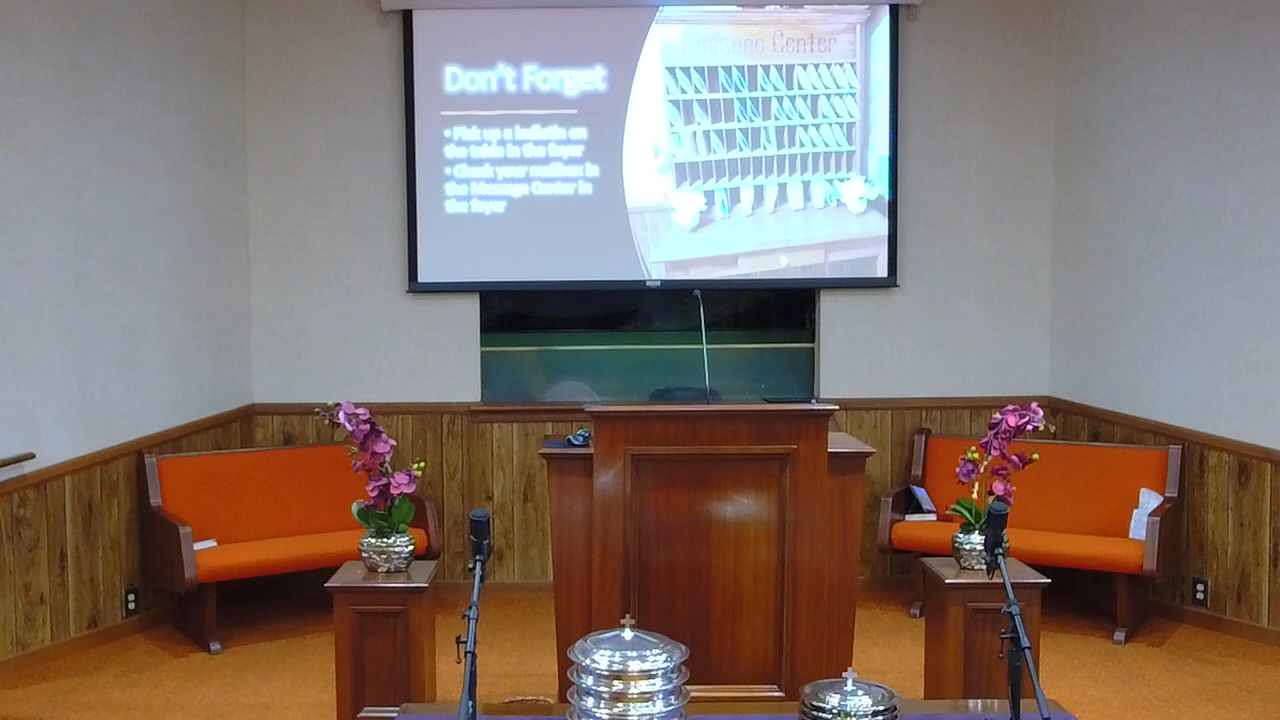 Don't Forget
• Pick up a bulletin on
the table in the foyer
• Check your mailbox in
the Message Center in
the foyer
Message Center